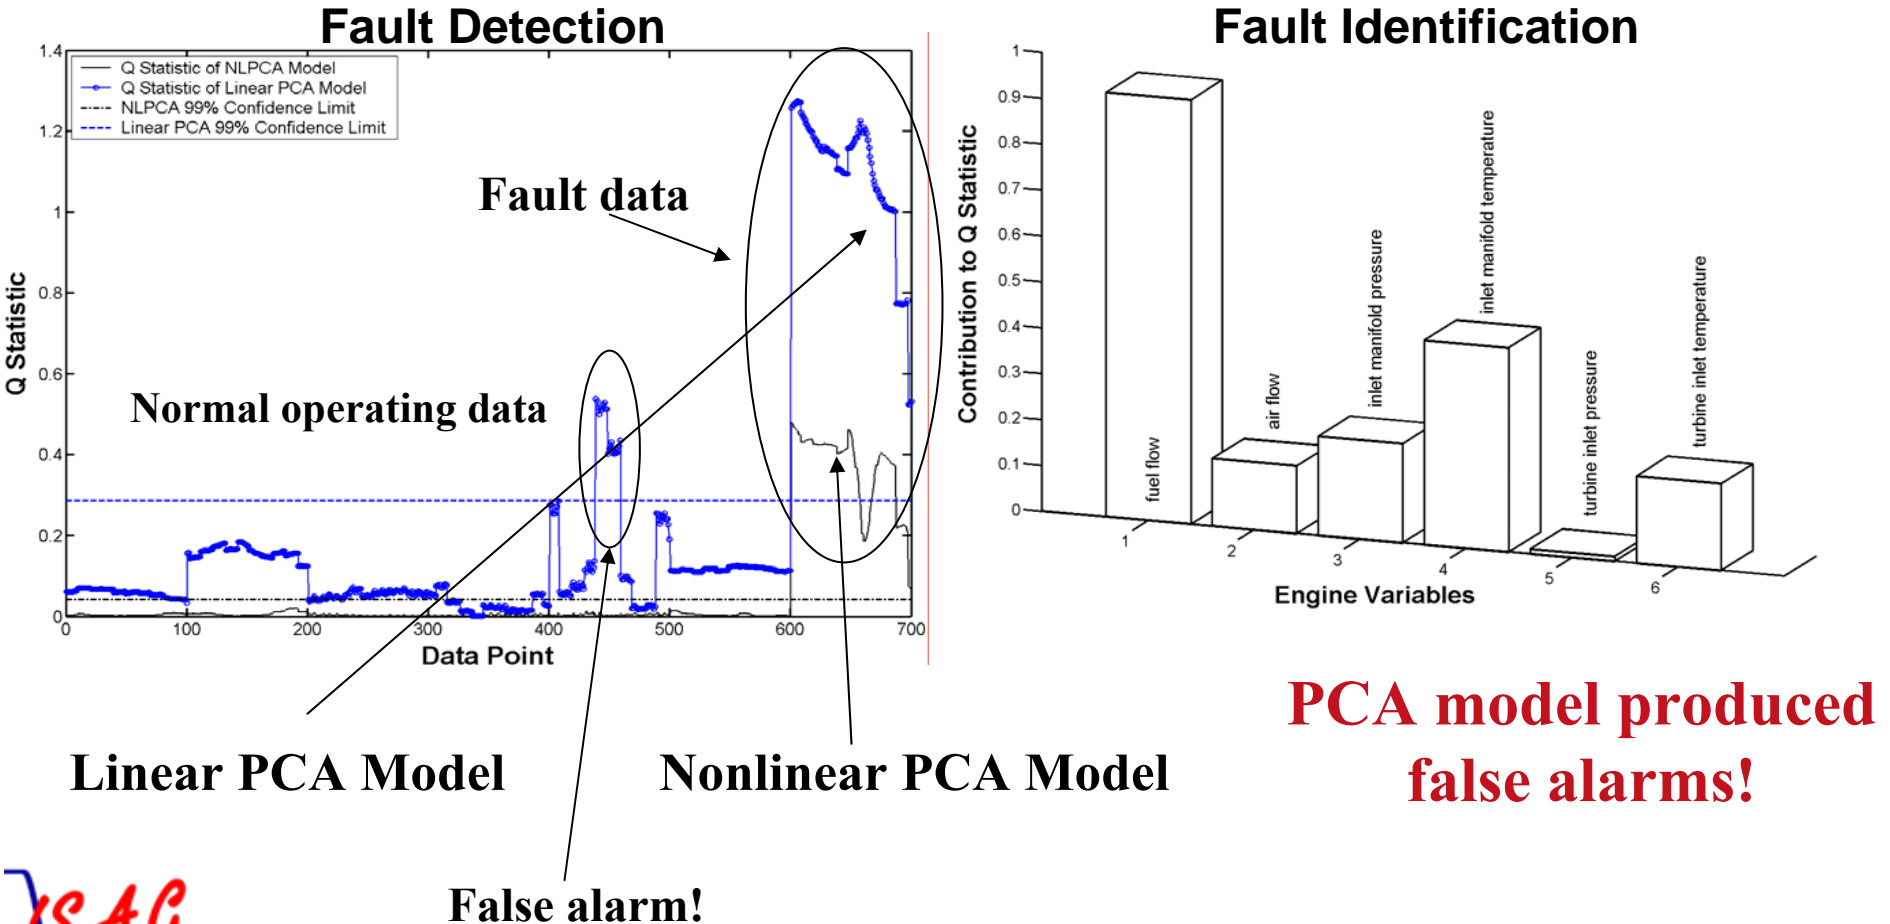 Fault Detection
1.4
1.2
1
0.8
0.6
0.4
0.2
0
Q Statistic
Q Statistic of NLPCA Model
Q Statistic of Linear PCA Model
NLPCA 99% Confidence Limit
Linear PCA 99% Confidence Limit
Fault data
Normal operating data
0 100 200 300 400 500 600 700
Data Point
Linear PCA Model
Nonlinear PCA Model
False alarm!
Fault Identification
1
0.9
0.8
0.7
0.6
0.5
0.4
0.3
0.2
0.1
0
Contribution to Q Statistic
fuel flow
air flow
inlet manifold pressure
inlet manifold temperature
turbine inlet pressure
turbine inlet temperature
1 2 3 4 5 6
Engine Variables
PCA model produced
false alarms!